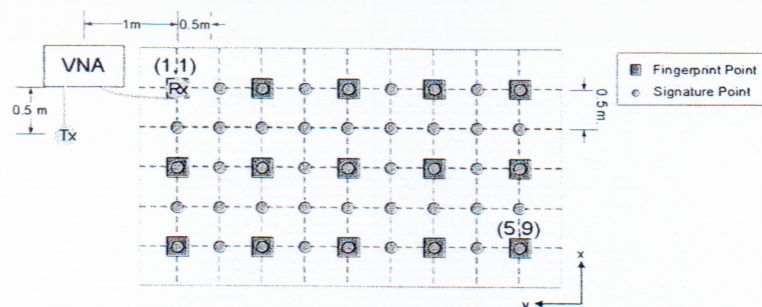 1m
0.5m
VNA
(1,1)
Rx
Fingerprint Point
Signature Point
0.5 m
0.5 m
Tx
(5,9)
x
y